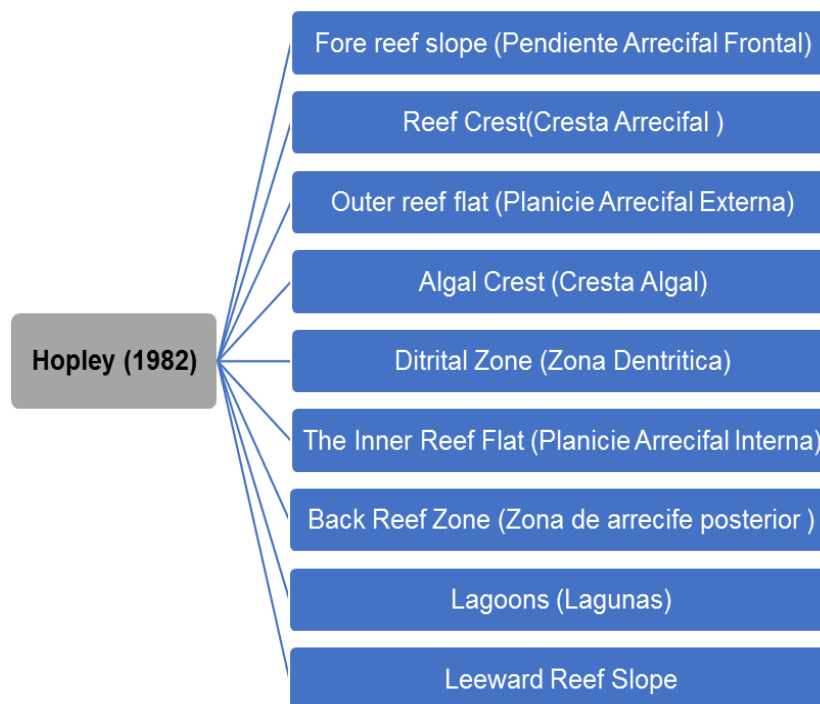 Fore reef slope (Pendiente Arrecifal Frontal)
Reef Crest(Cresta Arrecifal )
Outer reef flat (Planicie Arrecifal Externa)
Algal Crest (Cresta Algal)
Hopley (1982)
Ditrital Zone (Zona Dentritica)
The Inner Reef Flat (Planicie Arrecifal Interna)
Back Reef Zone (Zona de arrecife posterior )
Lagoons (Lagunas)
Leeward Reef Slope